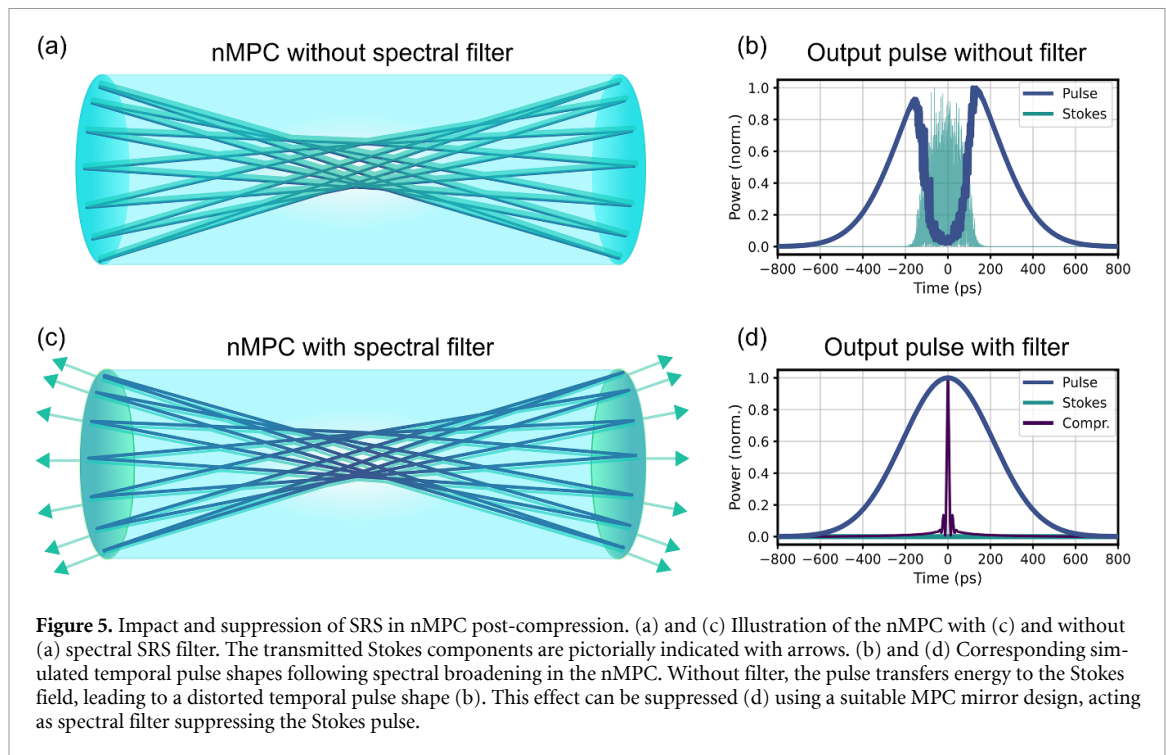 (a)
nMPC without spectral filter
(b)
Output pulse without filter
1.0
0.8
0.6
0.4
0.2
0.0
Power (norm.)
Pulse
Stokes
−800 −600 −400 −200 0 200 400 600 800
Time (ps)
(c)
nMPC with spectral filter
(d)
Output pulse with filter
1.0
0.8
0.6
0.4
0.2
0.0
Power (norm.)
Pulse
Stokes
Compr.
−800 −600 −400 −200 0 200 400 600 800
Time (ps)
Figure 5. Impact and suppression of SRS in nMPC post-compression. (a) and (c) Illustration of the nMPC with (c) and without
(a) spectral SRS filter. The transmitted Stokes components are pictorially indicated with arrows. (b) and (d) Corresponding sim-
ulated temporal pulse shapes following spectral broadening in the nMPC. Without filter, the pulse transfers energy to the Stokes
field, leading to a distorted temporal pulse shape (b). This effect can be suppressed (d) using a suitable MPC mirror design, acting
as spectral filter suppressing the Stokes pulse.